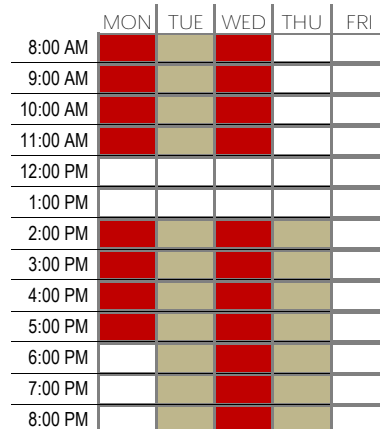 MON TUE WED THU FRI
8:00 AM
9:00 AM
10:00 AM
11:00 AM
12:00 PM
1:00 PM
2:00 PM
3:00 PM
4:00 PM
5:00 PM
6:00 PM
7:00 PM
8:00 PM